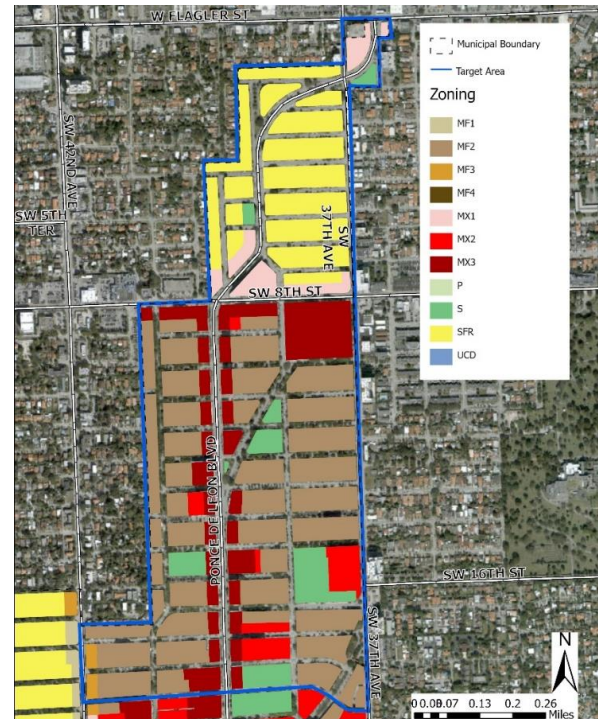 W FLAGLER ST
SW 42ND AVE
SW 5TH
TER
SW
37TH AVE
SW 8TH ST
PONCE DE LEON BLVD
SW 16TH ST
SW 37TH AVE
Municipal Boundary
Target Area
Zoning
MF1
MF2
MF3
MF4
MX1
MX2
MX3
P
S
SFR
UCD
N
0 0.03 0.07 0.13 0.2 0.26
Miles